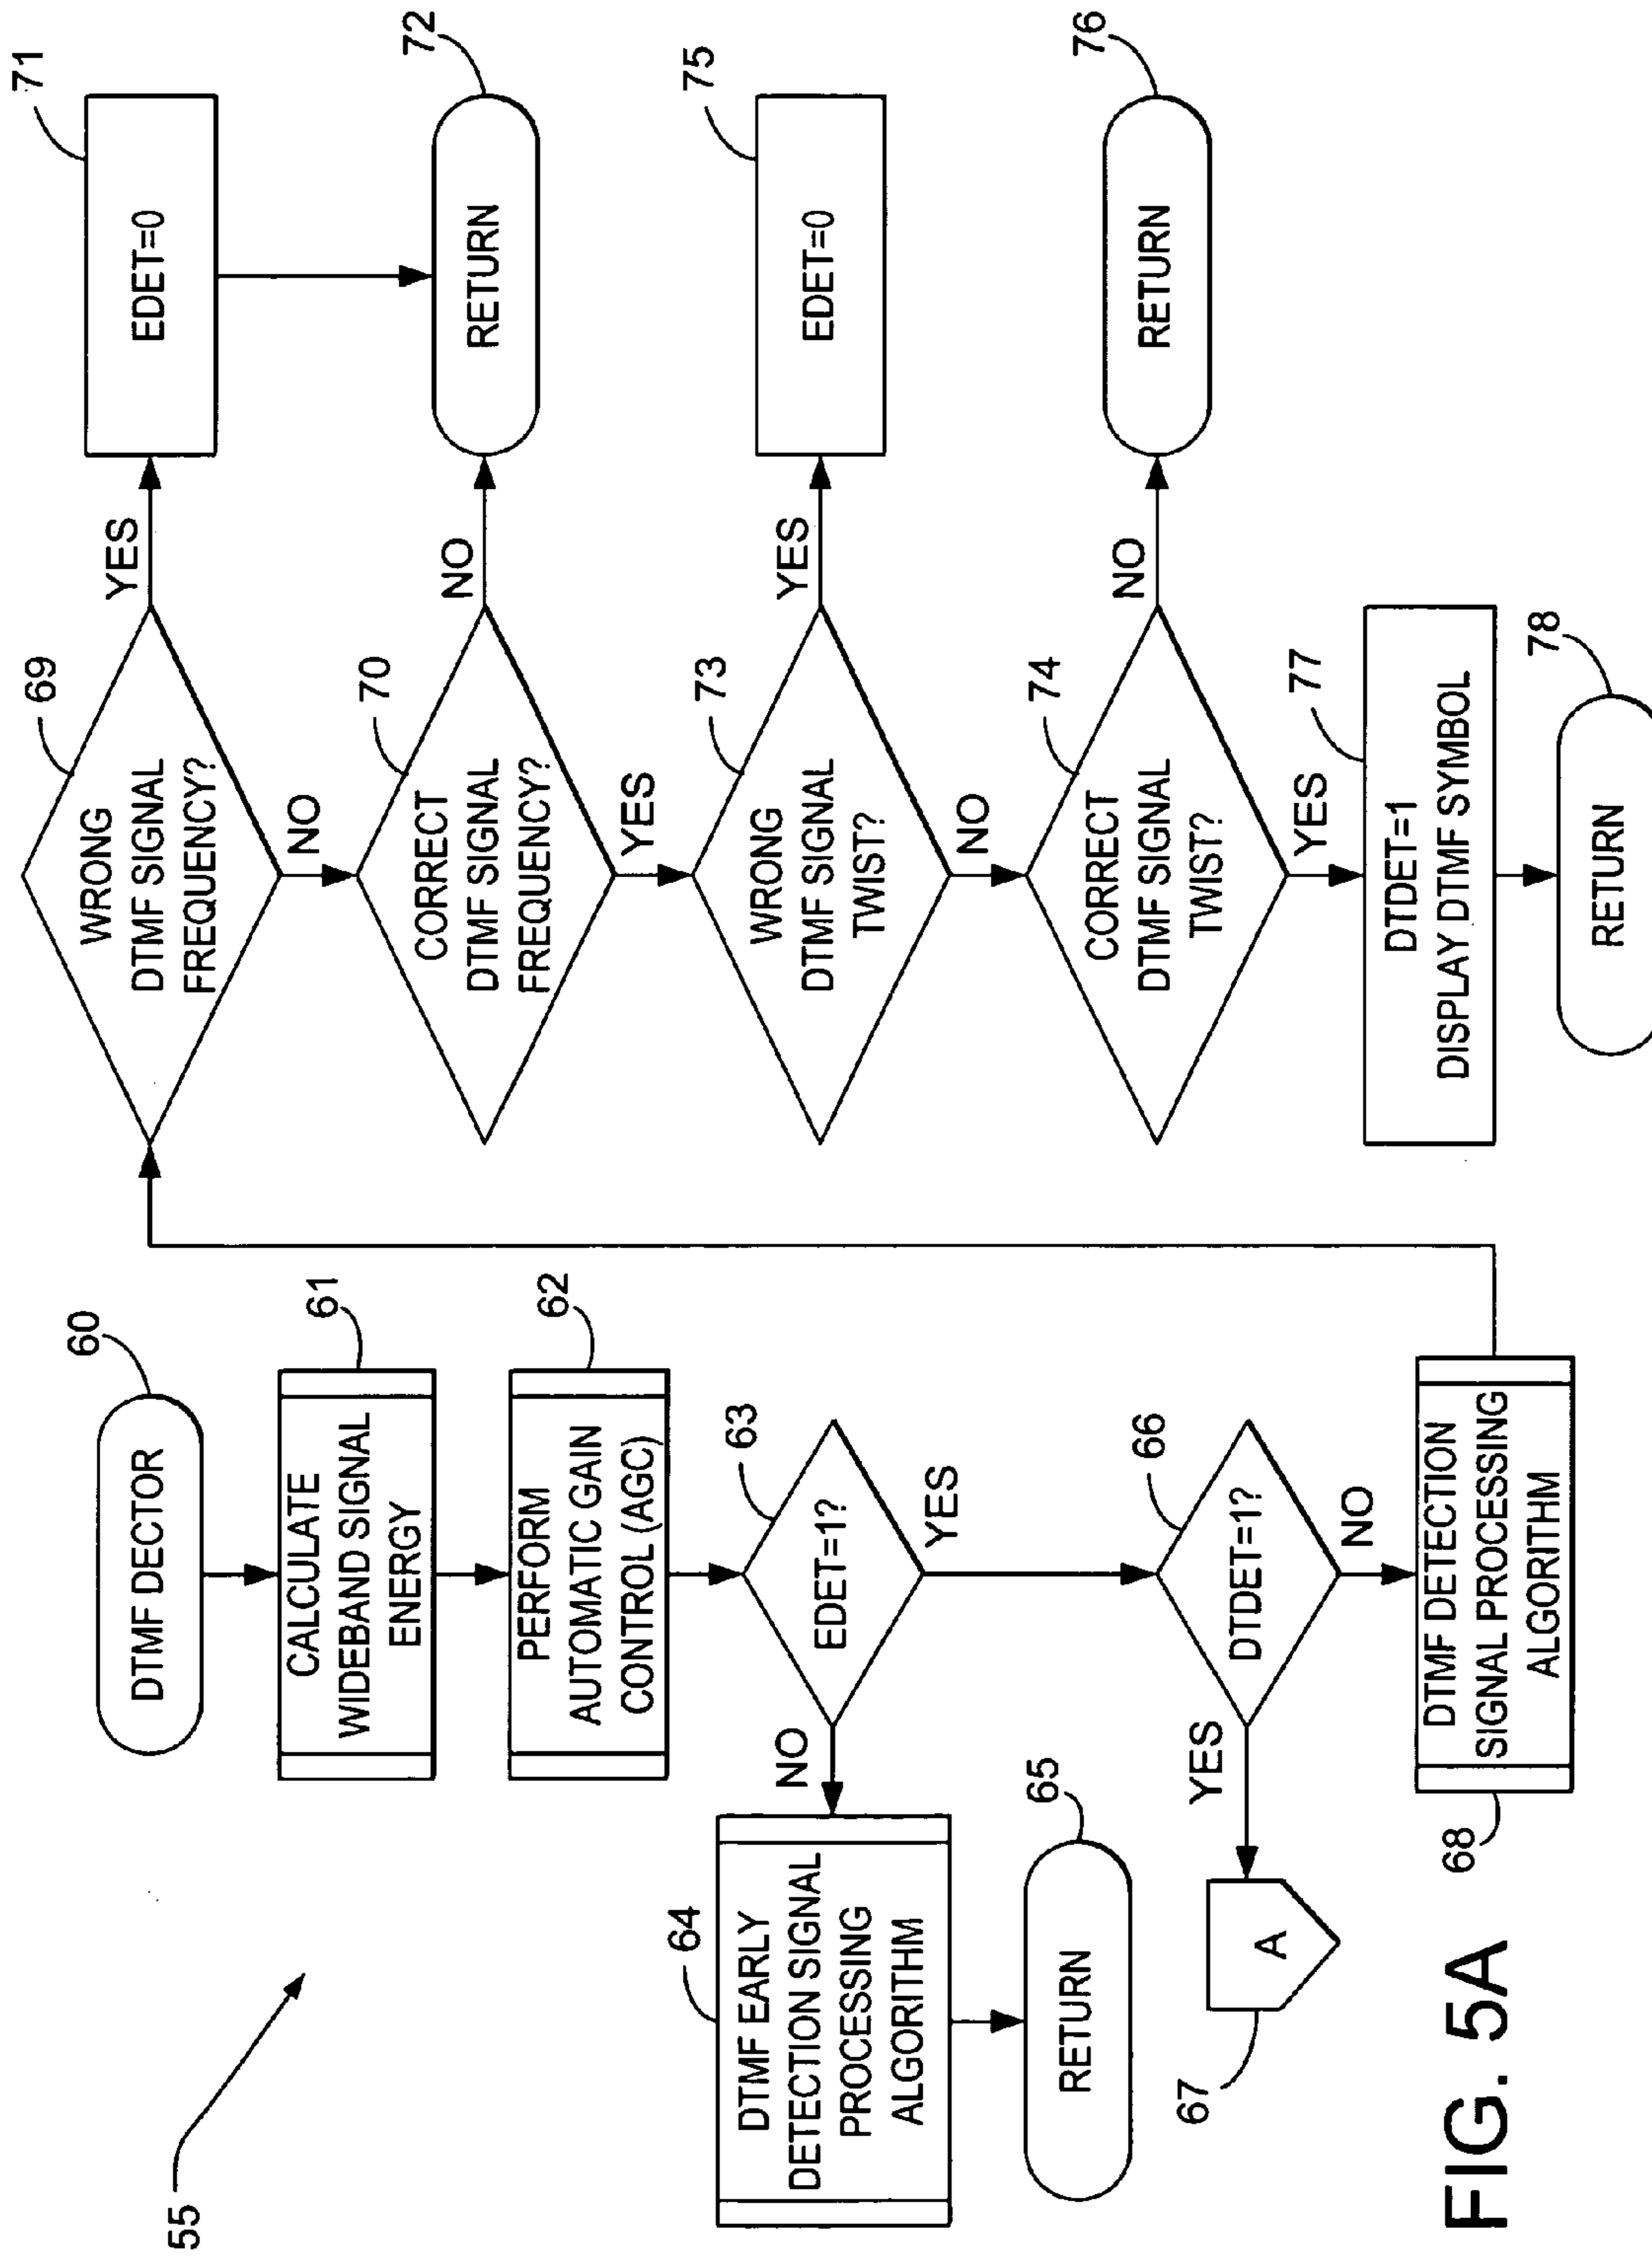 55
60
DTMF DECTOR
61
CALCULATE
WIDEBAND SIGNAL
ENERGY
62
PERFORM
AUTOMATIC GAIN
CONTROL (AGC)
63
EDET=1?
NO
YES
64
DTMF EARLY
DETECTION SIGNAL
PROCESSING
ALGORITHM
65
RETURN
66
DTDET=1?
YES
NO
67
A
68
DTMF DETECTION
SIGNAL PROCESSING
ALGORITHM
69
WRONG
DTMF SIGNAL
FREQUENCY?
YES
NO
71
EDET=0
70
CORRECT
DTMF SIGNAL
FREQUENCY?
NO
YES
72
RETURN
73
WRONG
DTMF SIGNAL
TWIST?
YES
NO
75
EDET=0
74
CORRECT
DTMF SIGNAL
TWIST?
NO
YES
76
RETURN
77
DTDET=1
DISPLAY DTMF SYMBOL
78
RETURN
FIG. 5A